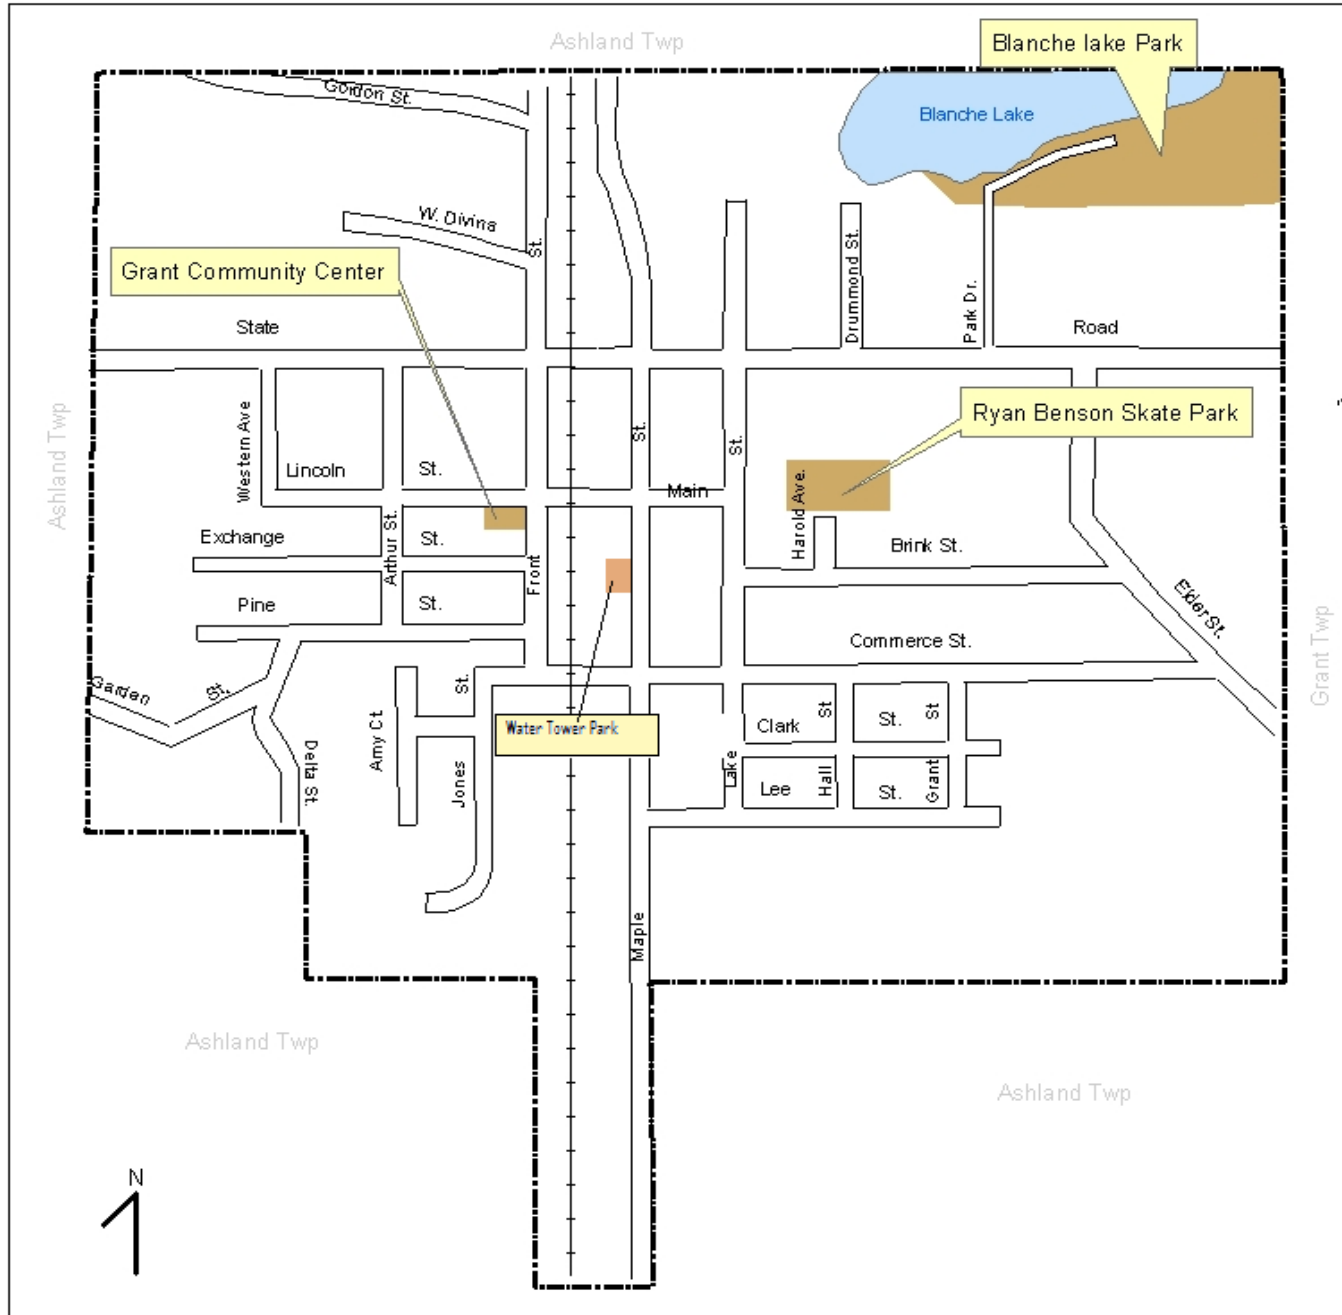 Ashland Twp
Blanche lake Park
Gordon St.
Blanche Lake
W. Divina
St.
Grant Community Center
Drummond St.
Park Dr.
State
Road
Ashland Twp
Western Ave
Ryan Benson Skate Park
St.
St.
Lincoln
St.
Main
Harold Ave.
Exchange
Arthur St.
St.
Front
Brink St.
Pine
St.
Elder St.
Commerce St.
Grant Twp
Garden
St.
St.
Water Tower Park
Clark
St
St.
St
Amy Ct
Delta St.
Jones
Lake
Lee
Hall
St.
Grant
Maple
Ashland Twp
Ashland Twp
N